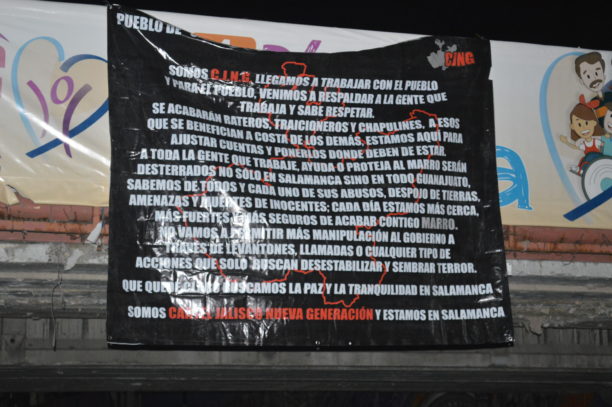 PUEBLO DE
CJNG
SOMOS C.J.N.G, LLEGAMOS A TRABAJAR CON EL PUEBLO
Y PARA EL PUEBLO, VENIMOS A RESPALDAR A LA GENTE QUE
TRABAJA Y SABE RESPETAR.
SE ACABARÁN RATEROS, TRAICIONEROS Y CHAPULINES, A ESOS
QUE SE BENEFICIAN A COSTA DE LOS DEMÁS, ESTAMOS AQUÍ PARA
AJUSTAR CUENTAS Y PONERLOS DONDE DEBEN DE ESTAR.
A TODA LA GENTE QUE TRABAJE, AYUDA O PROTEJA AL MARRO SERÁN
DESTERRADOS NO SÓLO EN SALAMANCA SINO EN TODO GUANAJUATO,
SABEMOS DE TODOS Y CADA UNO DE SUS ABUSOS, DESPOJO DE TIERRAS,
AMENAZAS Y MUERTES DE INOCENTES; CADA DÍA ESTAMOS MÁS CERCA,
MÁS FUERTES Y MÁS SEGUROS DE ACABAR CONTIGO MARRO.
NO VAMOS A PERMITIR MÁS MANIPULACIÓN AL GOBIERNO A
TRAVÉS DE LEVANTONES, LLAMADAS O CUALQUIER TIPO DE
ACCIONES QUE SOLO BUSCAN DESESTABILIZAR Y SEMBRAR TERROR.
QUE BUSCAMOS LA PAZ Y LA TRANQUILIDAD EN SALAMANCA
SOMOS JALISCO NUEVA GENERACIÓN Y ESTAMOS EN SALAMANCA